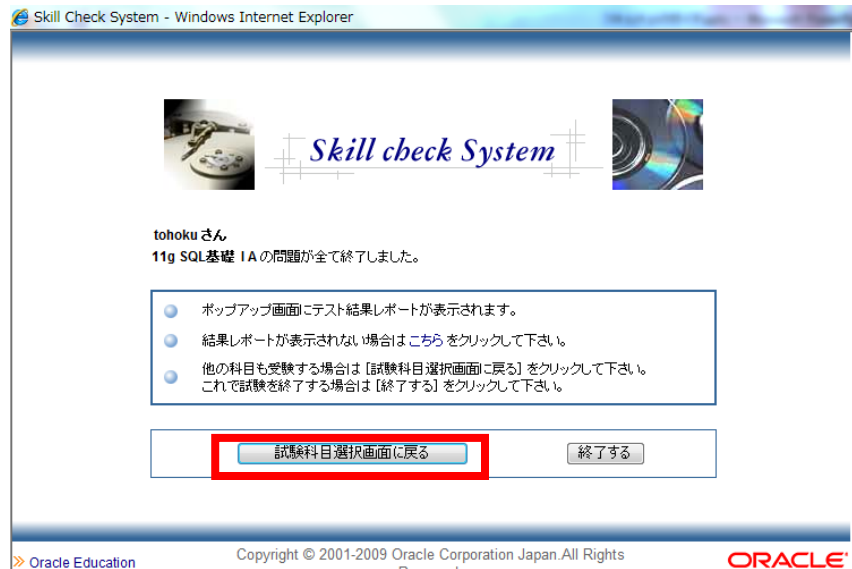 Skill Check System - Windows Internet Explorer
Skill check System
tohokuさん
11g SQL基礎 I Aの問題が全て終了しました。
ポップアップ画面にテスト結果レポートが表示されます。
結果レポートが表示されない場合はこちらをクリックして下さい。
他の科目も受験する場合は [試験科目選択画面に戻る] をクリックして下さい。
これで試験を終了する場合は [終了する] をクリックして下さい。
試験科目選択画面に戻る
終了する
Oracle Education
Copyright © 2001-2009 Oracle Corporation Japan.All Rights
ORACLE